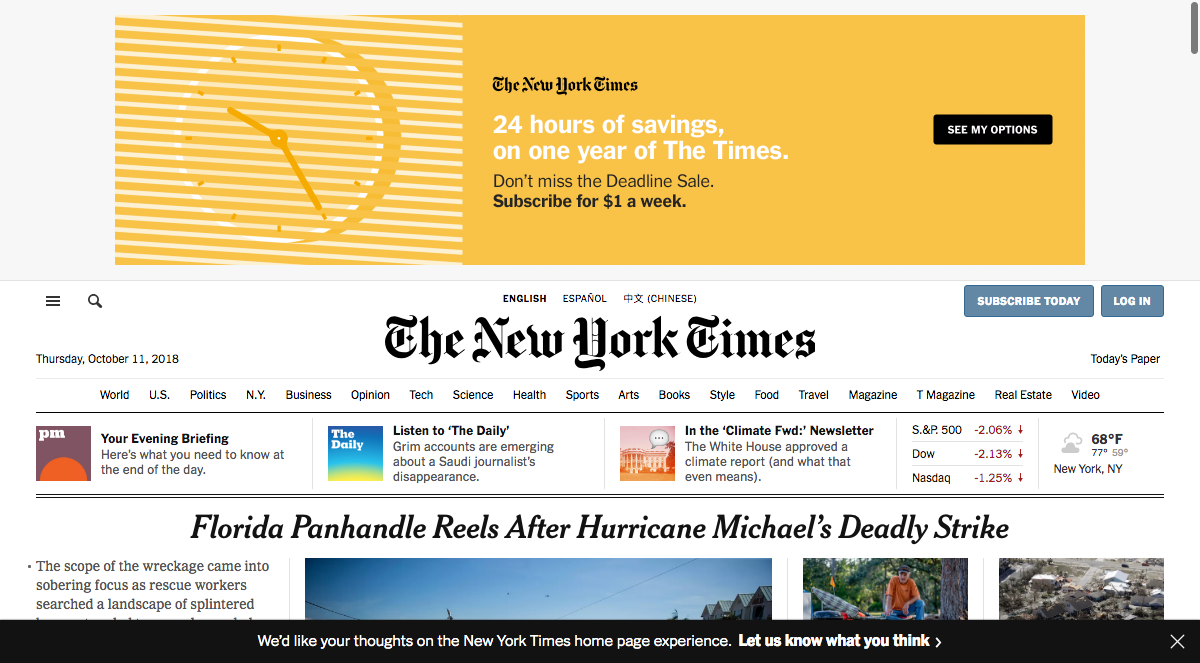 The New York Times
24 hours of savings,
on one year of The Times.
Don't miss the Deadline Sale.
Subscribe for $1 a week.
SEE MY OPTIONS
ENGLISH ESPAÑOL 中文 (CHINESE)
SUBSCRIBE TODAY LOG IN
The New York Times
Thursday, October 11, 2018
Today's Paper
World U.S. Politics N.Y. Business Opinion Tech Science Health Sports Arts Books Style Food Travel Magazine T Magazine Real Estate Video
pm
Your Evening Briefing
Here's what you need to know at
the end of the day.
The
Daily
Listen to ‘The Daily’
Grim accounts are emerging
about a Saudi journalist's
disappearance.
In the ‘Climate Fwd:’ Newsletter
The White House approved a
climate report (and what that
even means).
S.&P. 500 -2.06% ↓
Dow -2.13% ↓
Nasdaq -1.25% ↓
68°F
77° 59°
New York, NY
Florida Panhandle Reels After Hurricane Michael’s Deadly Strike
• The scope of the wreckage came into
sobering focus as rescue workers
searched a landscape of splintered
We’d like your thoughts on the New York Times home page experience. Let us know what you think ›